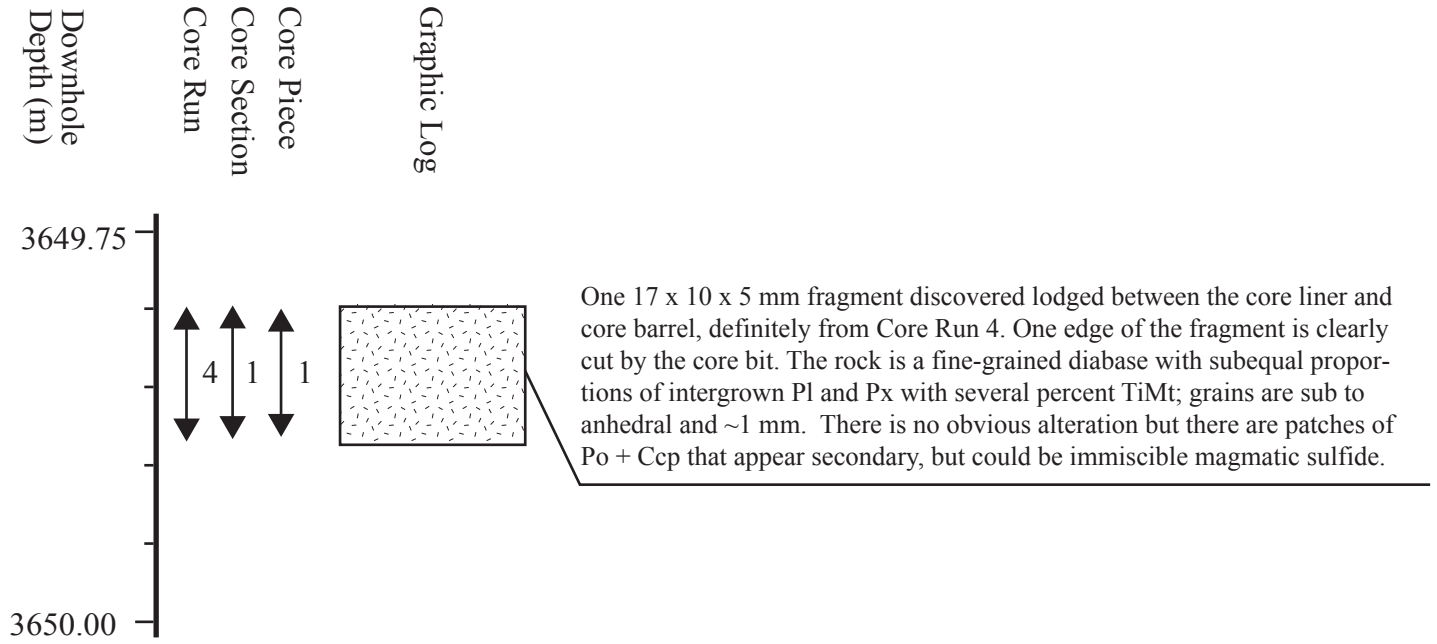 Downhole
Depth (m)
Core Run
Core Section
Core Piece
Graphic Log
3649.75
4
1
1
One 17 x 10 x 5 mm fragment discovered lodged between the core liner and
core barrel, definitely from Core Run 4. One edge of the fragment is clearly
cut by the core bit. The rock is a fine-grained diabase with subequal propor-
tions of intergrown Pl and Px with several percent TiMt; grains are sub to
anhedral and ~1 mm.  There is no obvious alteration but there are patches of
Po + Ccp that appear secondary, but could be immiscible magmatic sulfide.
3650.00